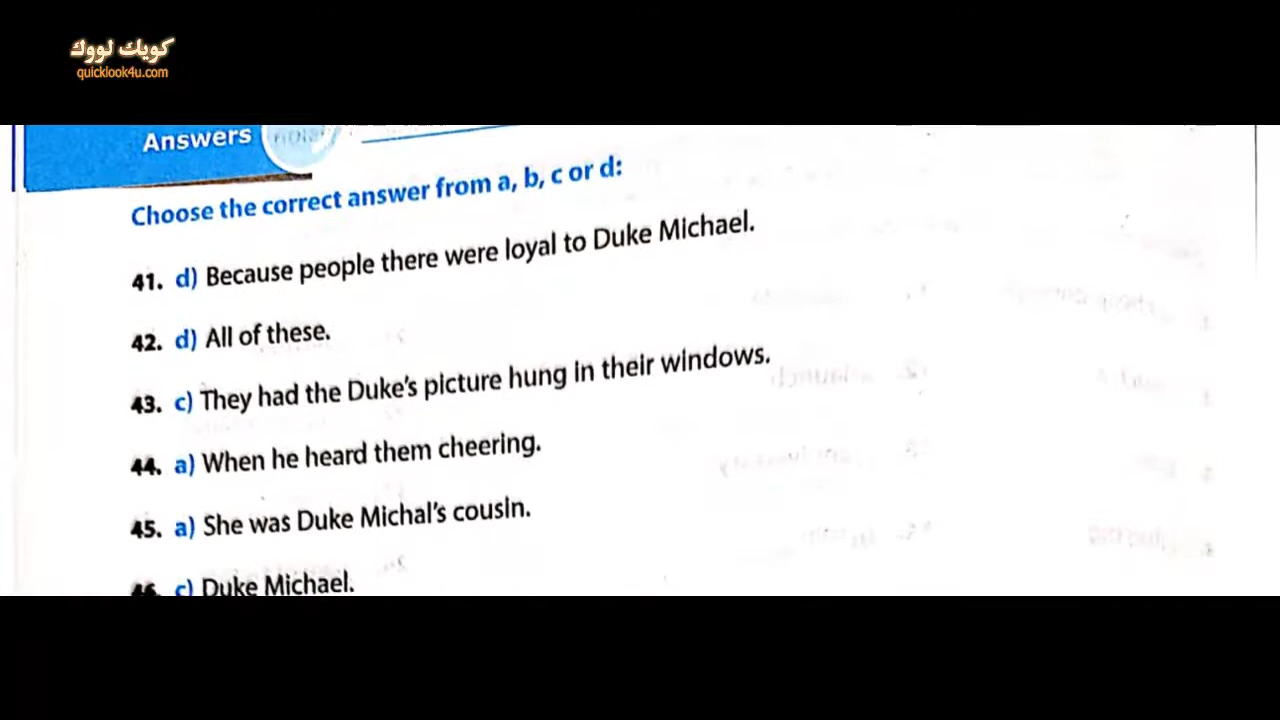 كويك لووك
quicklook4u.com
Answers
Choose the correct answer from a, b, c or d:
41. d) Because people there were loyal to Duke Michael.
42. d) All of these.
43. c) They had the Duke's picture hung in their windows.
44. a) When he heard them cheering.
45. a) She was Duke Michal's cousin.
46. c) Duke Michael.